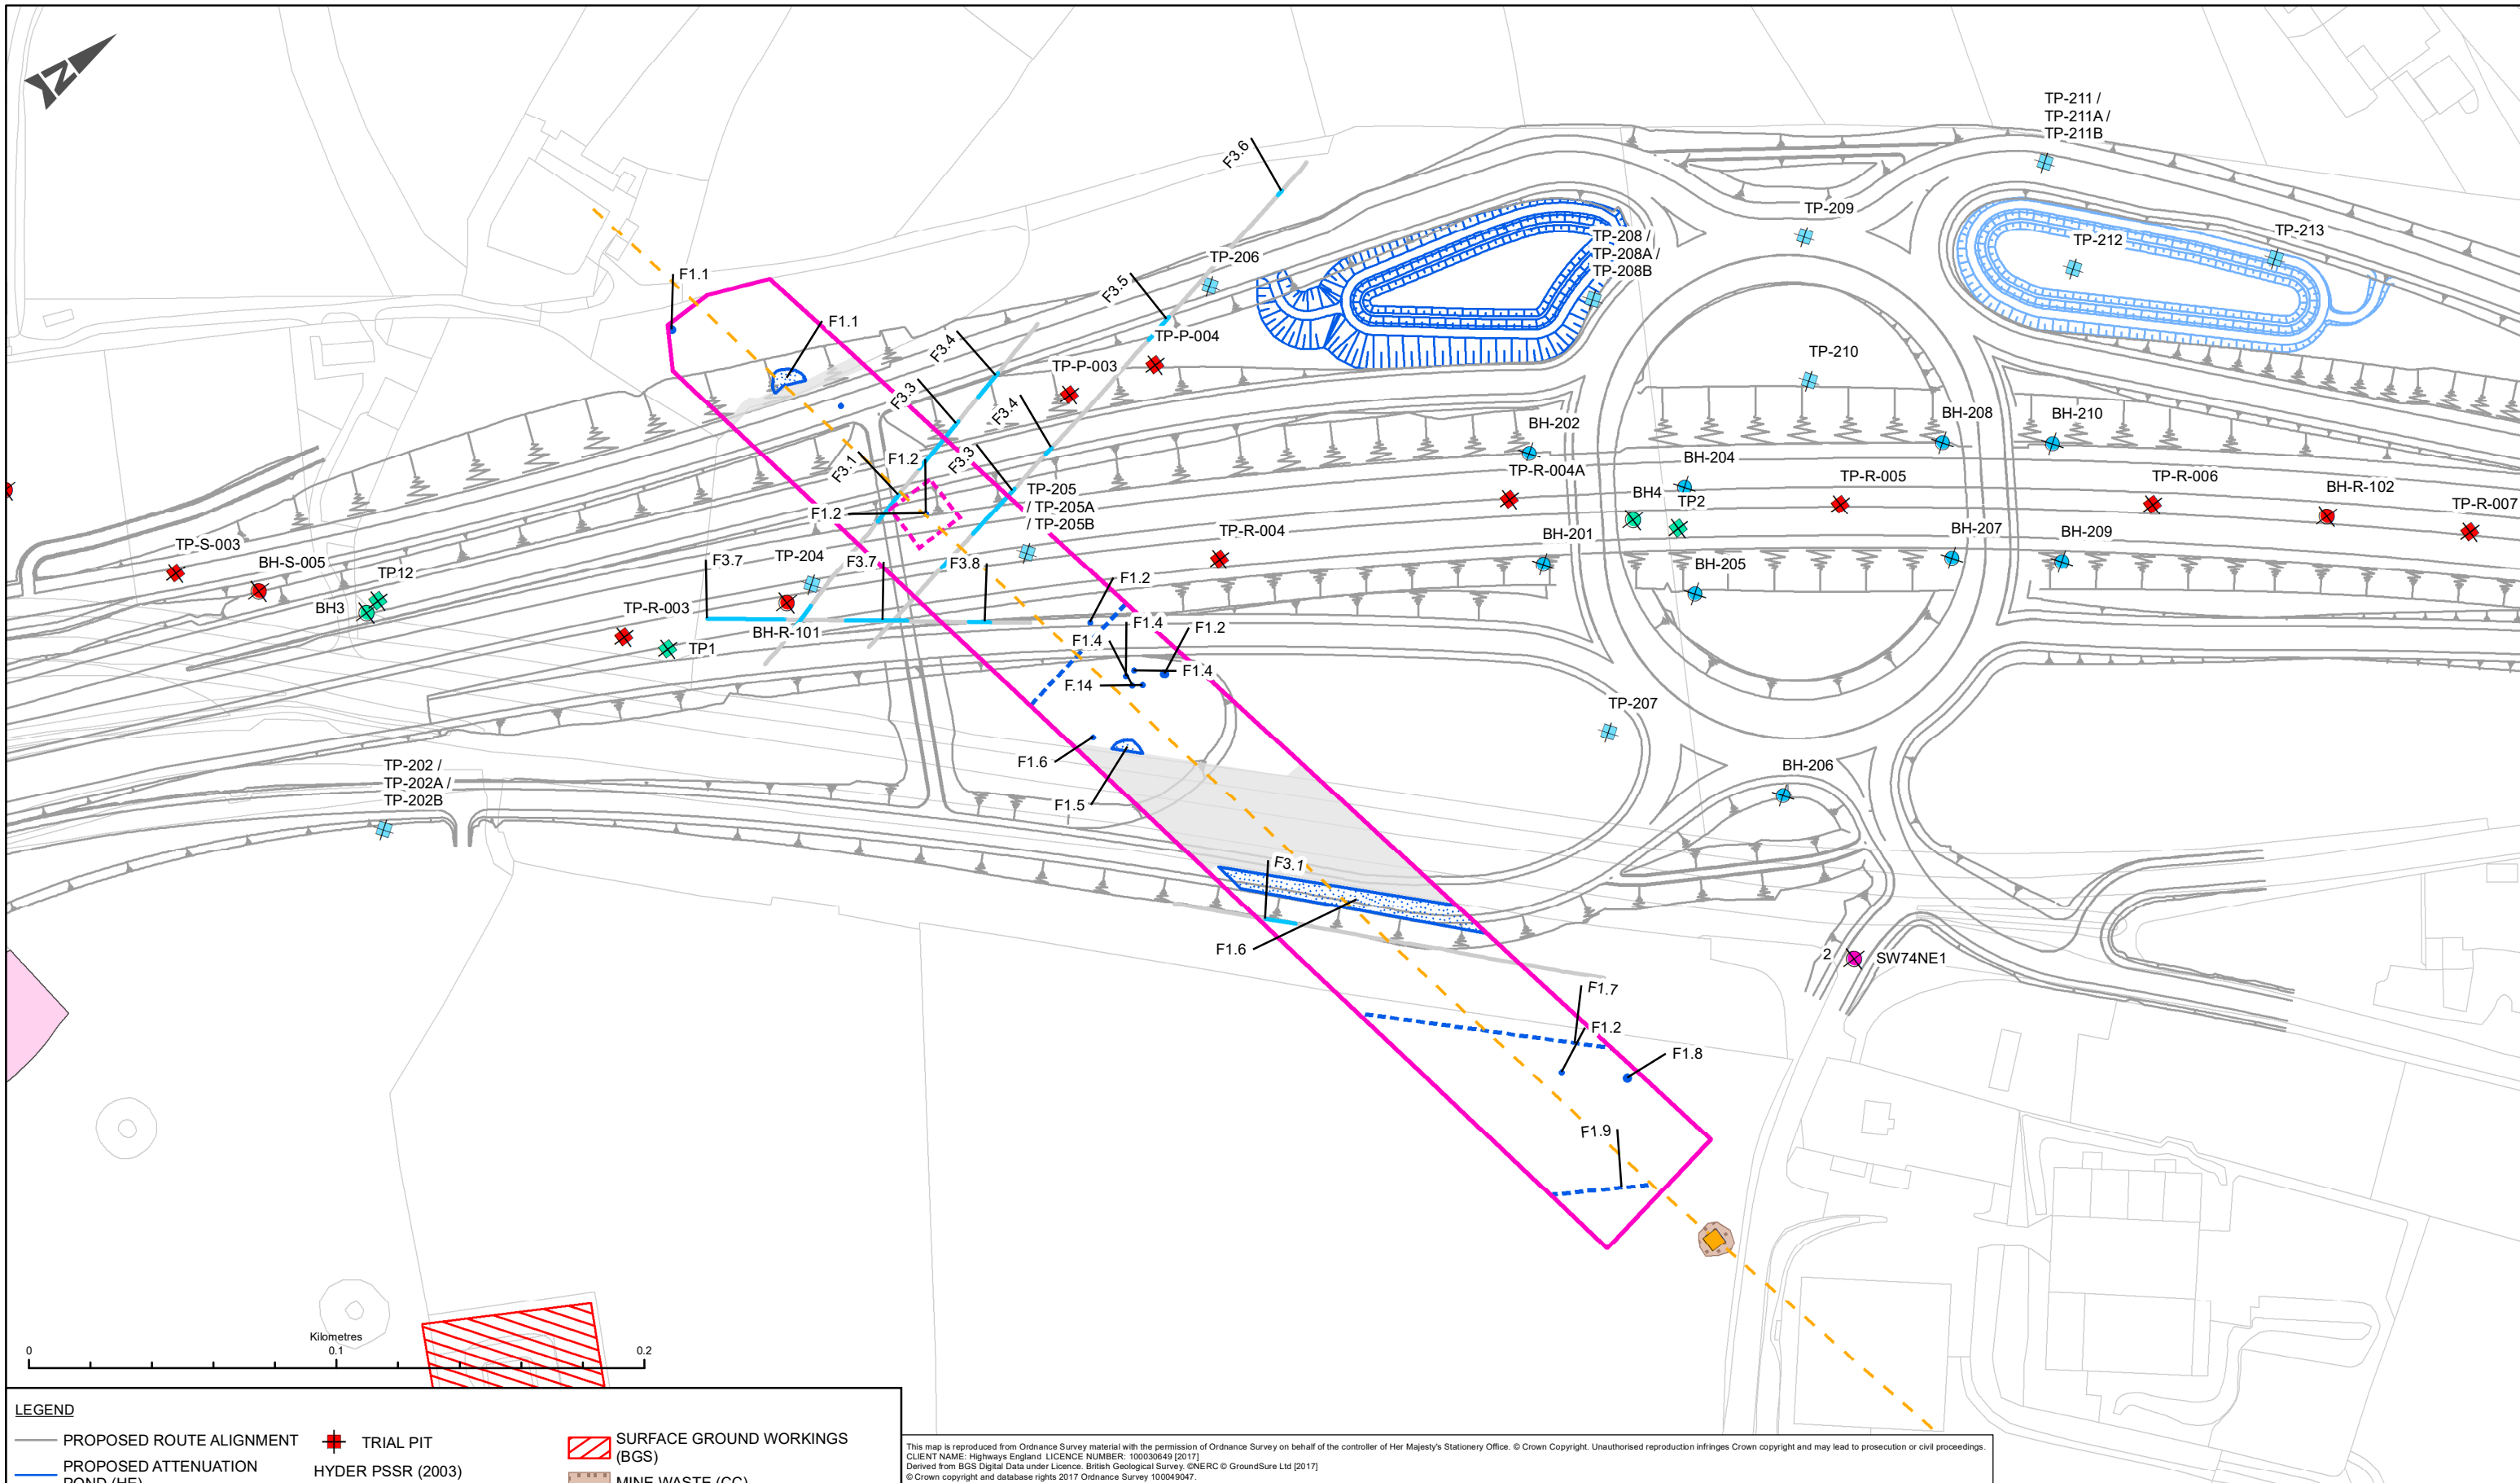 N
TP-211 /
TP-211A /
TP-211B
F3.6
TP-209
TP-213
TP-208 /
TP-208A /
TP-208B
TP-212
TP-206
F1.1
F3.5
F1.1
F3.4
TP-P-004
TP-210
TP-P-003
F3.3
F3.4
BH-208
BH-210
BH-202
F3.1
F1.2
F3.3
BH-204
TP-R-004A
TP-R-005
TP-R-006
BH-R-102
TP-R-007
TP-205
/ TP-205A
/ TP-205B
BH4
TP2
F1.2
TP-S-003
BH-S-005
TP12
F3.7
TP-204
F3.7
F3.8
TP-R-004
BH-201
BH-207
BH-209
BH-205
F1.2
BH3
TP-R-003
BH-R-101
TP1
F1.4
F1.4
F1.2
F1.4
F.14
TP-207
F1.6
TP-202 /
TP-202A /
TP-202B
BH-206
F1.5
F3.1
F1.6
2
SW74NE1
F1.7
F1.2
F1.8
F1.9
Kilometres
0
0.1
0.2
LEGEND
PROPOSED ROUTE ALIGNMENT
TRIAL PIT
SURFACE GROUND WORKINGS
(BGS)
PROPOSED ATTENUATION
POND (HE)
HYDER PSSR (2003)
MINE WASTE (CC)
This map is reproduced from Ordnance Survey material with the permission of Ordnance Survey on behalf of the controller of Her Majesty's Stationery Office. © Crown Copyright. Unauthorised reproduction infringes Crown copyright and may lead to prosecution or civil proceedings.
CLIENT NAME: Highways England LICENCE NUMBER: 100030649 [2017]
Derived from BGS Digital Data under Licence. British Geological Survey. ©NERC © GroundSure Ltd [2017]
© Crown copyright and database rights 2017 Ordnance Survey 100049047.